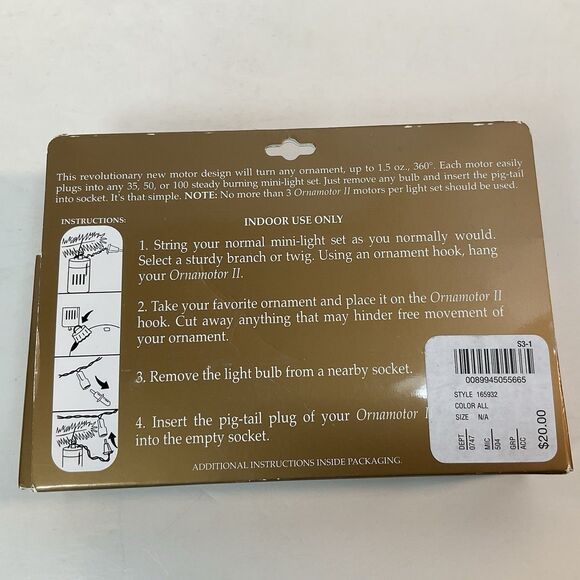 This revolutionary new motor design will turn any ornament, up to 1.5 oz., 360°. Each motor easily
plugs into any 35, 50, or 100 steady burning mini-light set. Just remove any bulb and insert the pig-tail
into socket. It's that simple. NOTE: No more than 3 Ornamotor II motors per light set should be used.
INSTRUCTIONS:
INDOOR USE ONLY
1. String your normal mini-light set as you normally would.
Select a sturdy branch or twig. Using an ornament hook, hang
your Ornamotor II.
2. Take your favorite ornament and place it on the Ornamotor II
hook. Cut away anything that may hinder free movement of
your ornament.
3. Remove the light bulb from a nearby socket.
4. Insert the pig-tail plug of your Ornamotor
into the empty socket.
ADDITIONAL INSTRUCTIONS INSIDE PACKAGING.
S3-1
0089945055665
STYLE 165932
COLOR ALL
SIZE N/A
DEPT 0747
MIC 504
GRP ACC
$20.00